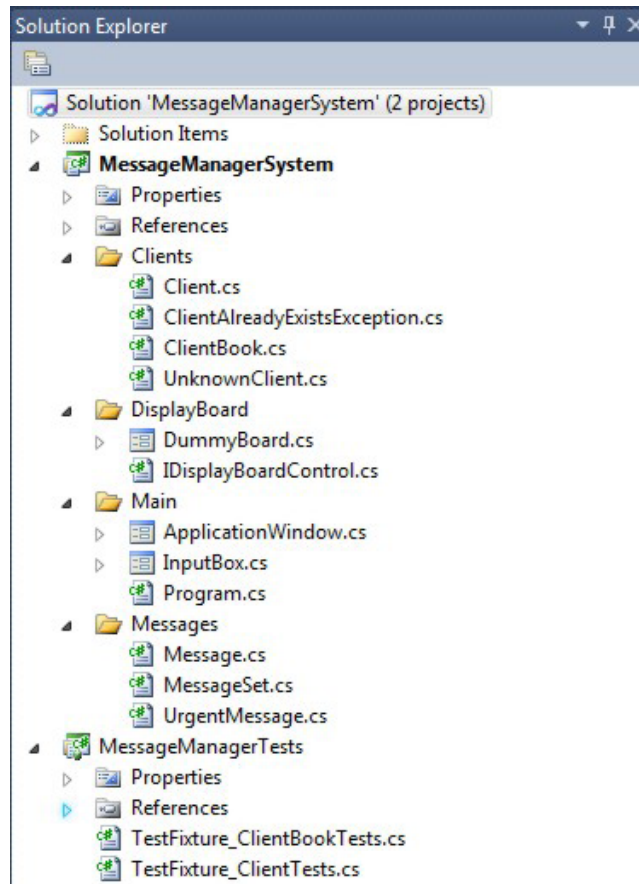 Solution Explorer
Solution 'MessageManagerSystem' (2 projects)
Solution Items
MessageManagerSystem
Properties
References
Clients
Client.cs
ClientAlreadyExistsException.cs
ClientBook.cs
UnknownClient.cs
DisplayBoard
DummyBoard.cs
IDisplayBoardControl.cs
Main
ApplicationWindow.cs
InputBox.cs
Program.cs
Messages
Message.cs
MessageSet.cs
UrgentMessage.cs
MessageManagerTests
Properties
References
TestFixture_ClientBookTests.cs
TestFixture_ClientTests.cs